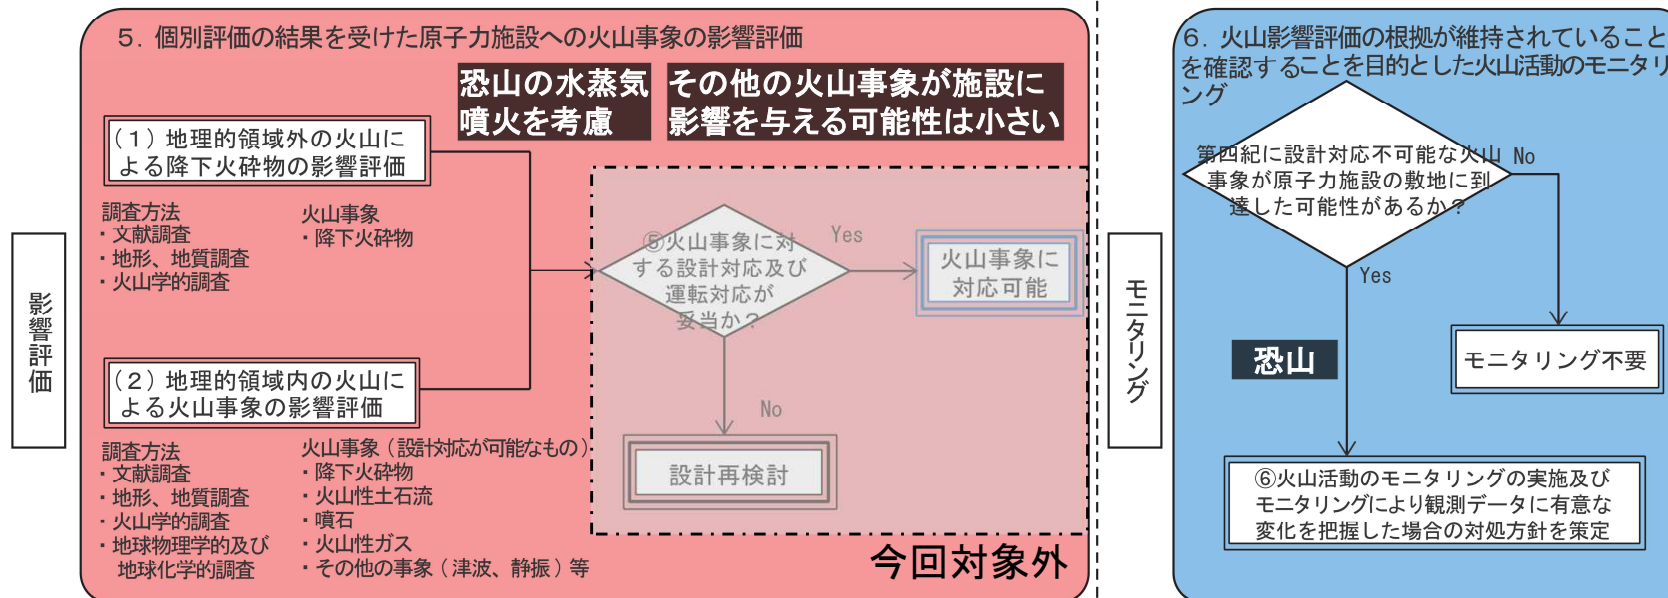 影響評価
5. 個別評価の結果を受けた原子力施設への火山事象の影響評価
恐山の水蒸気
噴火を考慮
その他の火山事象が施設に
影響を与える可能性は小さい
(1)地理的領域外の火山に
よる降下火砕物の影響評価
調査方法
・文献調査
・地形、地質調査
・火山学的調査
火山事象
・降下火砕物
(2)地理的領域内の火山に
よる火山事象の影響評価
調査方法
・文献調査
・地形、地質調査
・火山学的調査
・地球物理学的及び
地球化学的調査
火山事象(設計対応が可能なもの)
・降下火砕物
・火山性土石流
・噴石
・火山性ガス
・その他の事象(津波、静振)等
⑤火山事象に対
する設計対応及び
運転対応が
妥当か?
Yes
火山事象に
対応可能
No
設計再検討
今回対象外
モニタリング
6. 火山影響評価の根拠が維持されていること
を確認することを目的とした火山活動のモニタリ
ング
第四紀に設計対応不可能な火山
事象が原子力施設の敷地に到
達した可能性があるか?
No
Yes
恐山
モニタリング不要
⑥火山活動のモニタリングの実施及び
モニタリングにより観測データに有意な
変化を把握した場合の対処方針を策定